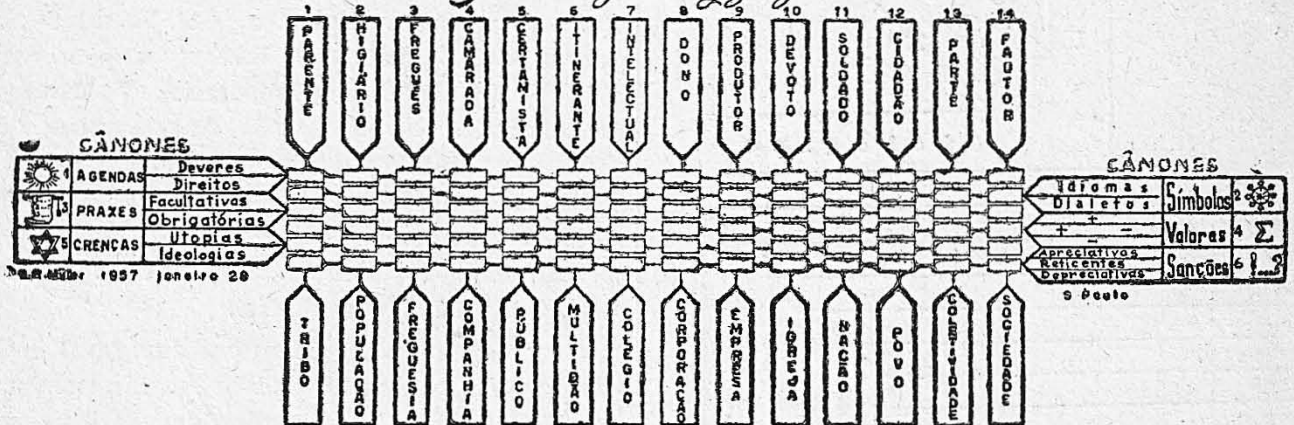 1 2 3 4 5 6 7 8 9 10 11 12 13 14
PARENTE
HIGIÁRIO
FREGUÊS
CAMARADA
CERTAMISTA
ITINERANTE
INTELECTUAL
DONO
PRODUTOR
DEVOTO
SOLDADO
CIDADÃO
PARTE
FAUTOR
CÂNONES
1 AGENDAS
Deveres
Direitos
3 PRAXES
Facultativas
Obrigatórias
5 CRENÇAS
Utopias
Ideologias
1957 janeiro 28
CÂNONES
Idiomas
Dialetos
Símbolos 2
+
+ -
-
Valores 4 Σ
Apreciativas
Reticentes
Depreciativas
Sanções 6 !...?
S Paulo
TRIBO
POPULAÇÃO
FREGUESIA
COMPANHIA
PÚBLICO
MULTIDÃO
COLEGIO
CORPORAÇÃO
EMPRESA
IGREJA
NAÇÃO
POVO
COLETIVIDADE
SOCIEDADE